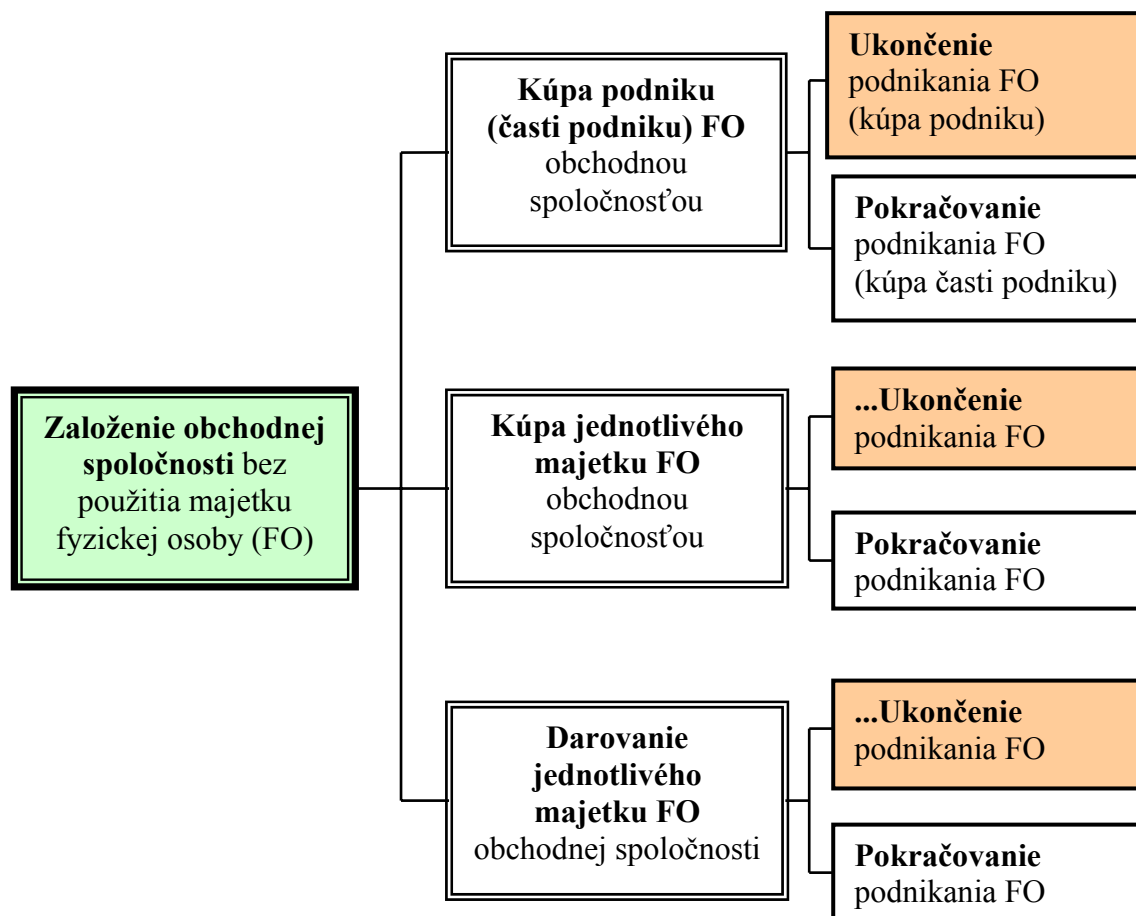 Založenie obchodnej
spoločnosti bez
použitia majetku
fyzickej osoby (FO)
Kúpa podniku
(časti podniku) FO
obchodnou
spoločnosťou
Ukončenie
podnikania FO
(kúpa podniku)
Pokračovanie
podnikania FO
(kúpa časti podniku)
Kúpa jednotlivého
majetku FO
obchodnou
spoločnosťou
...Ukončenie
podnikania FO
Pokračovanie
podnikania FO
Darovanie
jednotlivého
majetku FO
obchodnej spoločnosti
...Ukončenie
podnikania FO
Pokračovanie
podnikania FO